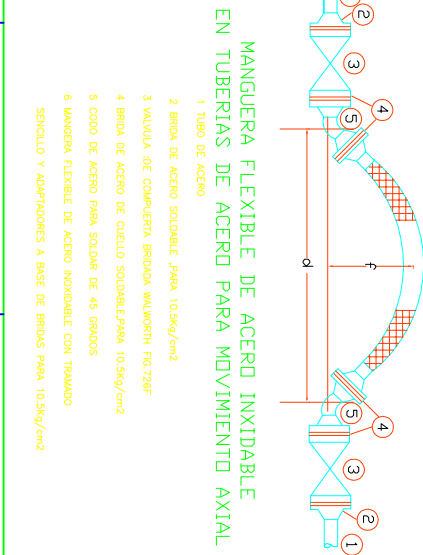 2
3
4
5
f
d
5
4
3
2
1
MANGUERA FLEXIBLE DE ACERO INXIDABLE
EN TUBERIAS DE ACERO PARA MOVIMIENTO AXIAL
1 TUBO DE ACERO
2 BRIDA DE ACERO SOLDABLE ,PARA 10.5Kg/cm2
3 VALVULA :DE COMPUERTA BRIDADA WALWORTH FIG.726F
4 BRIDA DE ACERO DE CUELLO SOLDABLE,PARA 10.5Kg/cm2
5 CODO DE ACERO PARA SOLDAR DE 45 GRADOS
6 MANGERA FLEXIBLE DE ACERO INOXIDABLE CON TRAMADO
SENCILLO Y ADAPTADORES A BASE DE BRIDAS PARA 10.5Kg/cm2